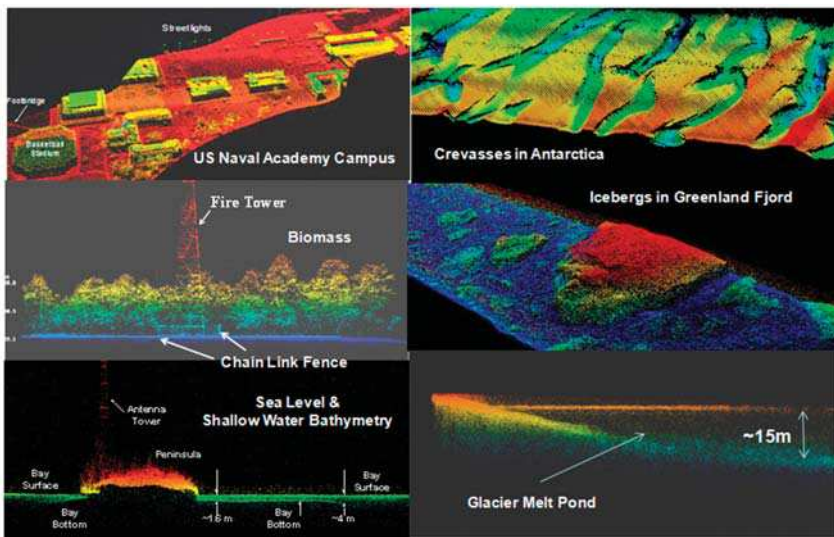 Streetlights
Footbridge
Basketball
Stadium
US Naval Academy Campus
Crevasses in Antarctica
Icebergs in Greenland Fjord
Fire Tower
Biomass
Chain Link Fence
Sea Level &
Shallow Water Bathymetry
Antenna
Tower
Peninsula
Bay
Surface
Bay
Surface
Bay
Bottom
~1.6 m
Bay
Bottom
~4 m
~15m
Glacier Melt Pond